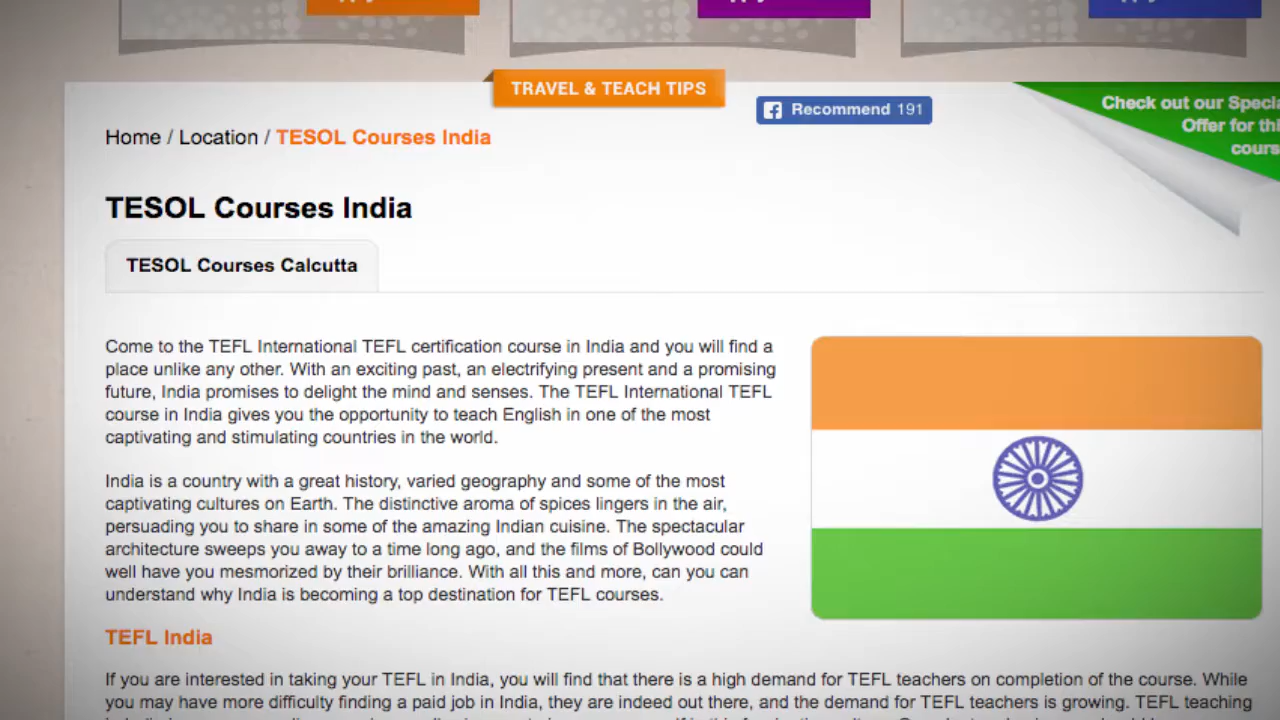 TRAVEL & TEACH TIPS
Recommend 191
Check out our
Offer for
Home / Location / TESOL Courses India
TESOL Courses India
TESOL Courses Calcutta
Come to the TEFL International TEFL certification course in India and you will find a
place unlike any other. With an exciting past, an electrifying present and a promising
future, India promises to delight the mind and senses. The TEFL International TEFL
course in India gives you the opportunity to teach English in one of the most
captivating and stimulating countries in the world.
India is a country with a great history, varied geography and some of the most
captivating cultures on Earth. The distinctive aroma of spices lingers in the air,
persuading you to share in some of the amazing Indian cuisine. The spectacular
architecture sweeps you away to a time long ago, and the films of Bollywood could
well have you mesmorized by their brilliance. With all this and more, can you can
understand why India is becoming a top destination for TEFL courses.
TEFL India
If you are interested in taking your TEFL in India, you will find that there is a high demand for TEFL teachers on completion of the course. While
you may have more difficulty finding a paid job in India, they are indeed out there, and the demand for TEFL teachers is growing. TEFL teaching